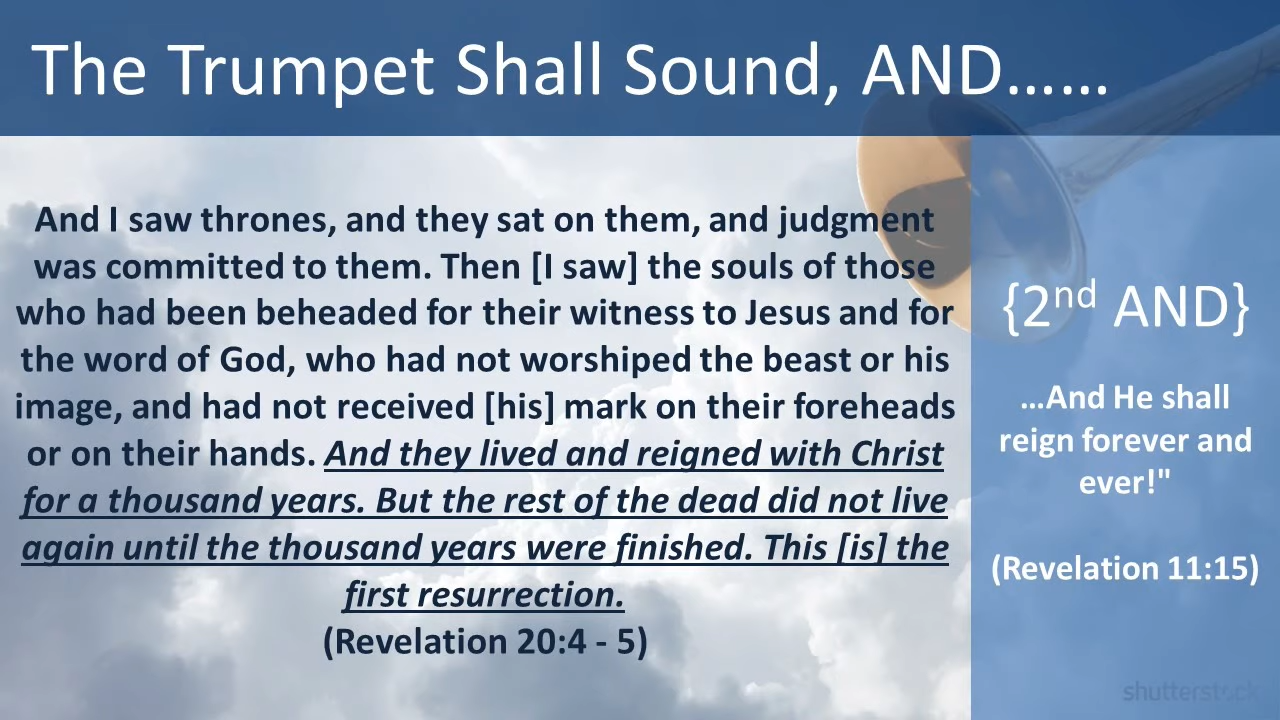 The Trumpet Shall Sound, AND……
And I saw thrones, and they sat on them, and judgment
was committed to them. Then [I saw] the souls of those
who had been beheaded for their witness to Jesus and for
the word of God, who had not worshiped the beast or his
image, and had not received [his] mark on their foreheads
or on their hands. And they lived and reigned with Christ
for a thousand years. But the rest of the dead did not live
again until the thousand years were finished. This [is] the
first resurrection.
(Revelation 20:4 - 5)
{2nd AND}
…And He shall
reign forever and
ever!"
(Revelation 11:15)
shutterstock